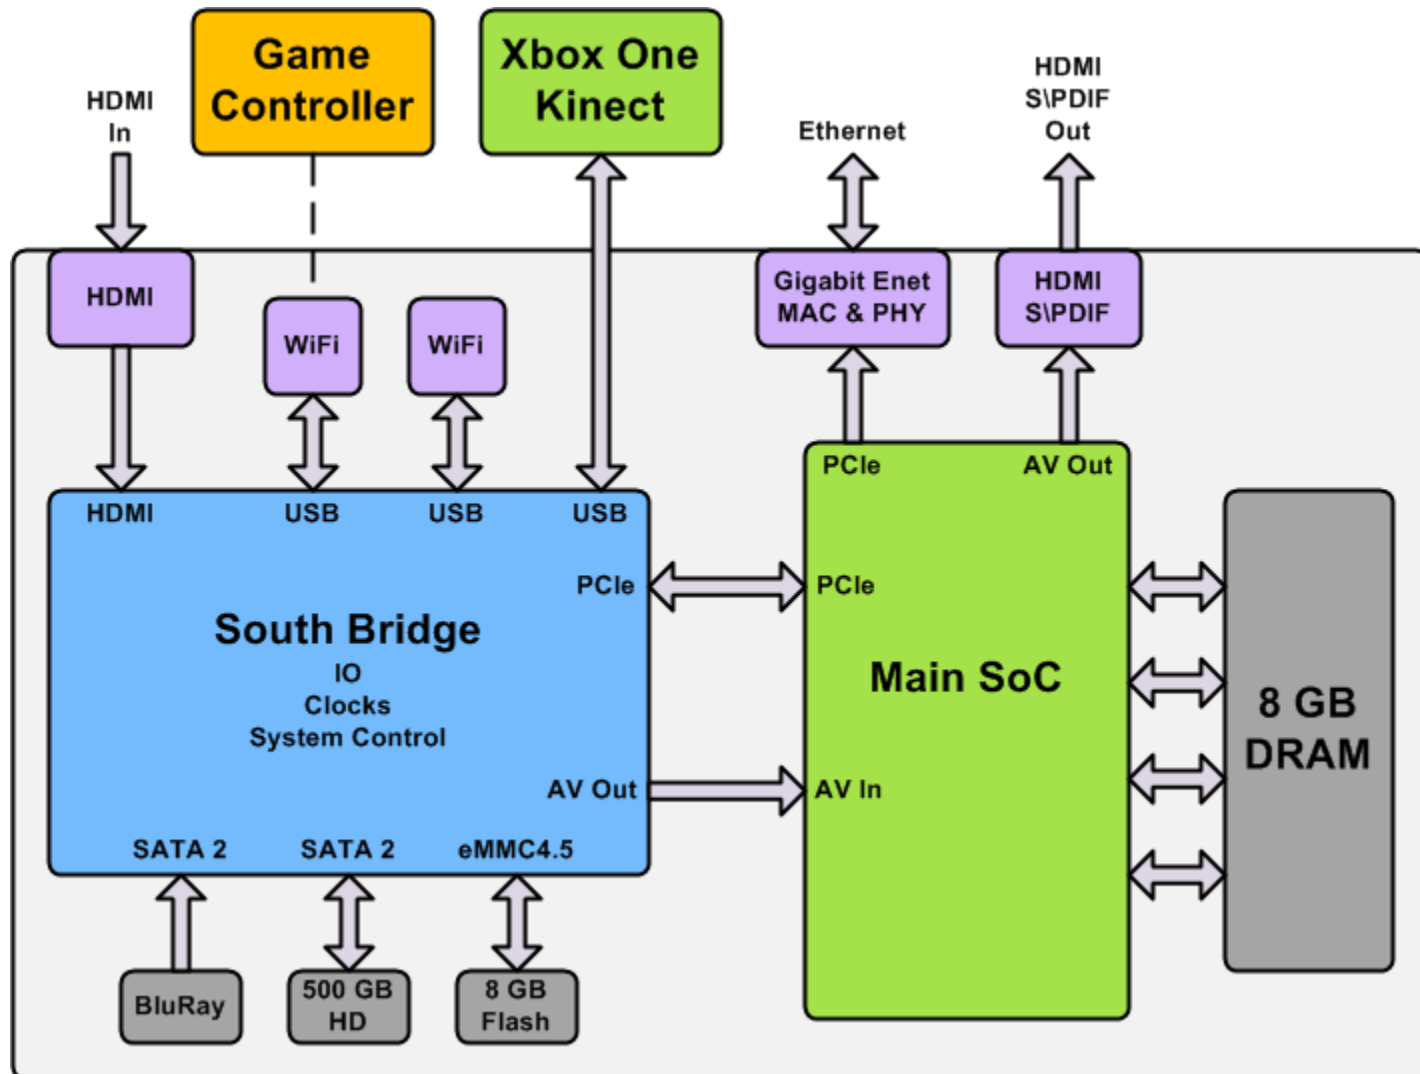 Game
Controller
Xbox One
Kinect
HDMI
In
Ethernet
HDMI
S\PDIF
Out
HDMI
WiFi
WiFi
Gigabit Enet
MAC & PHY
HDMI
S\PDIF
HDMI
USB
USB
USB
PCIe
South Bridge
IO
Clocks
System Control
AV Out
SATA 2
SATA 2
eMMC4.5
PCIe
AV Out
PCIe
Main SoC
AV In
8 GB
DRAM
BluRay
500 GB
HD
8 GB
Flash